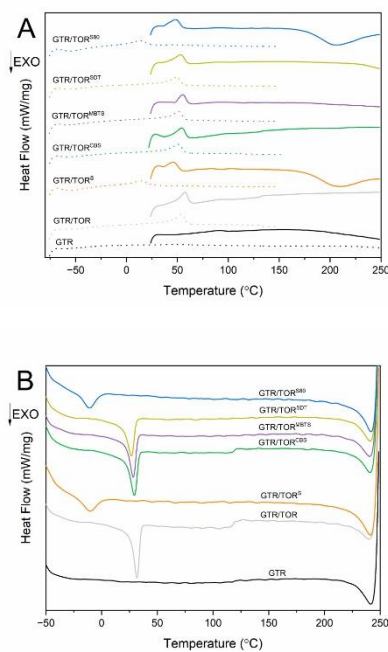 A
EXO
Heat Flow (mW/mg)
GTR/TOR^S80
GTR/TOR^SDT
GTR/TOR^MBTS
GTR/TOR^CBS
GTR/TOR^S
GTR/TOR
GTR
-50 0 50 100 150 200 250
Temperature (°C)
B
EXO
Heat Flow (mW/mg)
GTR/TOR^S80
GTR/TOR^SDT
GTR/TOR^MBTS
GTR/TOR^CBS
GTR/TOR^S
GTR/TOR
GTR
-50 0 50 100 150 200 250
Temperature (°C)